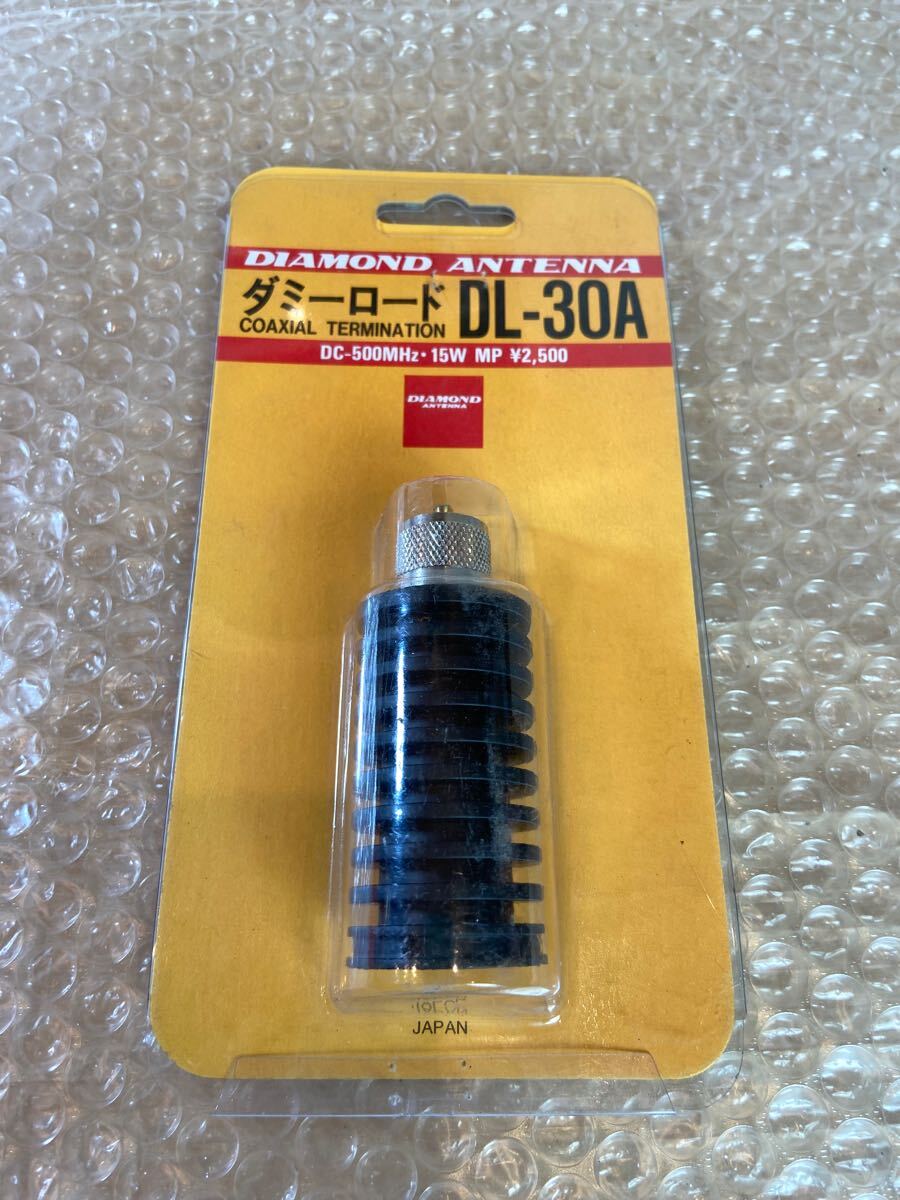 DIAMOND ANTENNA
ダミーロード DL-30A
COAXIAL TERMINATION
DC-500MHz・15W MP ¥2,500
DIAMOND
ANTENNA
JAPAN